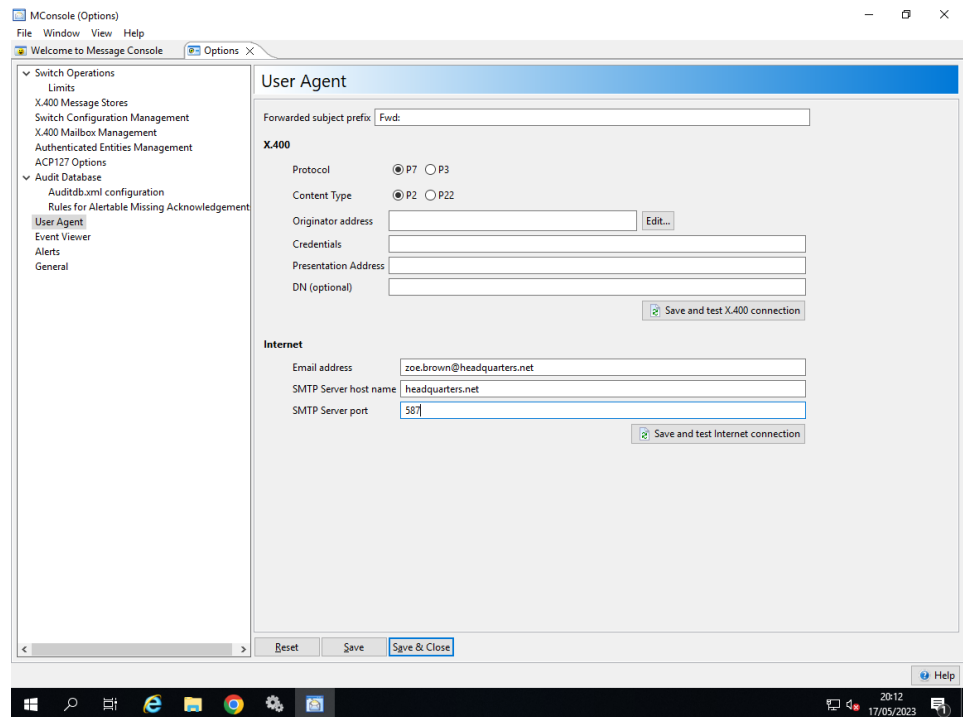 MConsole (Options)
File Window View Help
Welcome to Message Console
Options
Switch Operations
Limits
X.400 Message Stores
Switch Configuration Management
X.400 Mailbox Management
Authenticated Entities Management
ACP127 Options
Audit Database
Auditdb.xml configuration
Rules for Alertable Missing Acknowledgement
User Agent
Event Viewer
Alerts
General
User Agent
Forwarded subject prefix Fwd:
X.400
Protocol P7 P3
Content Type P2 P22
Originator address Edit...
Credentials
Presentation Address
DN (optional)
Save and test X.400 connection
Internet
Email address zoe.brown@headquarters.net
SMTP Server host name headquarters.net
SMTP Server port 587
Save and test Internet connection
Reset Save Save & Close
Help
20:12
17/05/2023
1